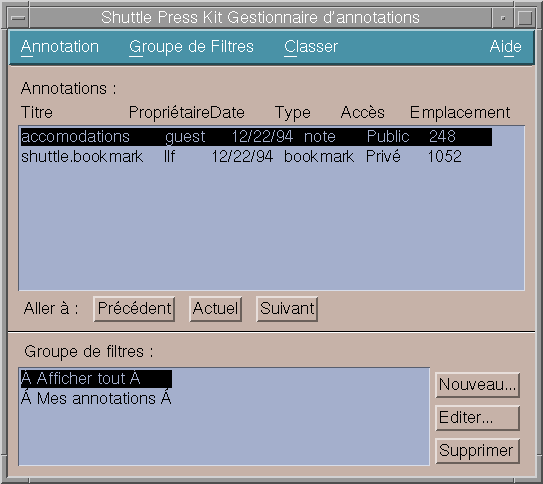 Shuttle Press Kit Gestionnaire d'annotations
Annotation Groupe de Filtres Classer Aide
Annotations :
Titre PropriétaireDate Type Accès Emplacement
accomodations guest 12/22/94 note Public 248
shuttle.bookmark llf 12/22/94 bookmark Privé 1052
Aller à : Précédent Actuel Suivant
Groupe de filtres :
Á Afficher tout Á
Á Mes annotations Á
Nouveau...
Editer...
Supprimer